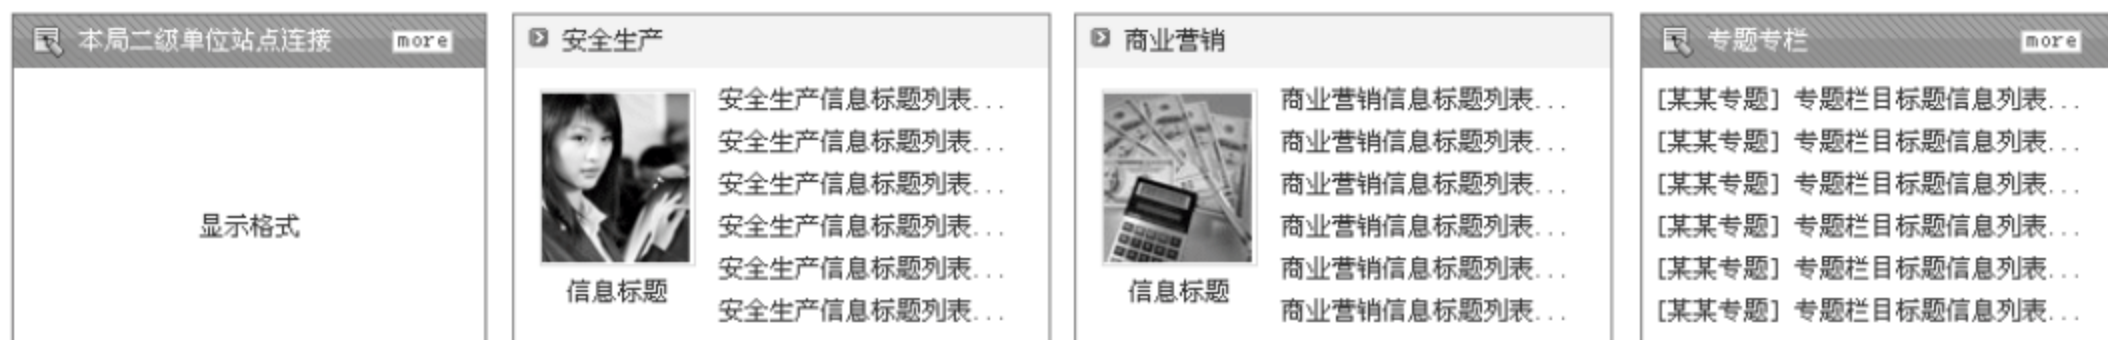 本局二级单位站点连接 more
显示格式
安全生产
安全生产信息标题列表...
安全生产信息标题列表...
安全生产信息标题列表...
安全生产信息标题列表...
安全生产信息标题列表...
安全生产信息标题列表...
信息标题
商业营销
商业营销信息标题列表...
商业营销信息标题列表...
商业营销信息标题列表...
商业营销信息标题列表...
商业营销信息标题列表...
商业营销信息标题列表...
信息标题
专题专栏 more
[某某专题] 专题栏目标题信息列表...
[某某专题] 专题栏目标题信息列表...
[某某专题] 专题栏目标题信息列表...
[某某专题] 专题栏目标题信息列表...
[某某专题] 专题栏目标题信息列表...
[某某专题] 专题栏目标题信息列表...